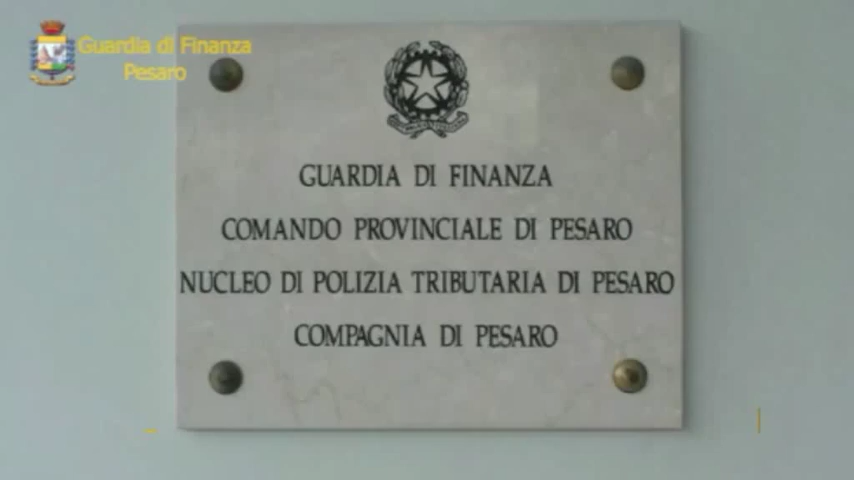 Guardia di Finanza
Pesaro
GUARDIA DI FINANZA
COMANDO PROVINCIALE DI PESARO
NUCLEO DI POLIZIA TRIBUTARIA DI PESARO
COMPAGNIA DI PESARO